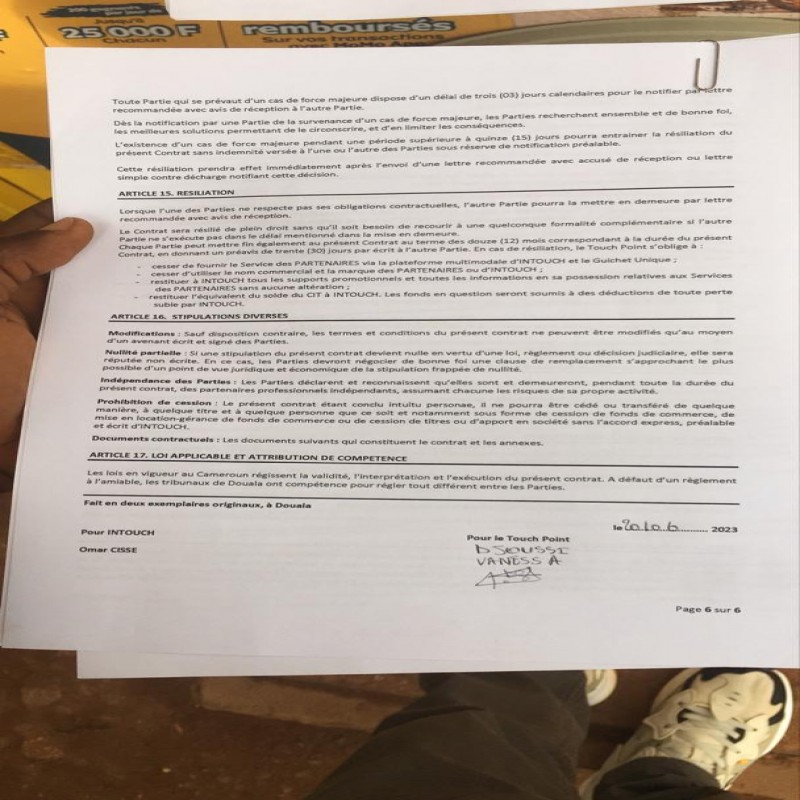 Jusqu'à
25 000 F
Chacun
remboursés
Sur vos transactions
Toute Partie qui se prévaut d'un cas de force majeure dispose d'un délai de trois (03) jours calendaires pour le notifier par lettre
recommandée avec avis de réception à l'autre Partie.
Dès la notification par une Partie de la survenance d'un cas de force majeure, les Parties recherchent ensemble et de bonne foi,
les meilleures solutions permettant de le circonscrire, et d'en limiter les conséquences.
L'existence d'un cas de force majeure pendant une période supérieure à quinze (15) jours pourra entrainer la résiliation du
présent Contrat sans indemnité versée à l'une ou l'autre des Parties sous réserve de notification préalable.
Cette résiliation prendra effet immédiatement après l'envoi d'une lettre recommandée avec accusé de réception ou lettre
simple contre décharge notifiant cette décision.
ARTICLE 15. RESILIATION
Lorsque l'une des Parties ne respecte pas ses obligations contractuelles, l'autre Partie pourra la mettre en demeure par lettre
recommandée avec avis de réception.
Le Contrat sera résilié de plein droit sans qu'il soit besoin de recourir à une quelconque formalité complémentaire si l'autre
Partie ne s'exécute pas dans le délai mentionné dans la mise en demeure.
Chaque Partie peut mettre fin également au présent Contrat au terme des douze (12) mois correspondant à la durée du présent
Contrat, en donnant un préavis de trente (30) jours par écrit à l'autre Partie. En cas de résiliation, le Touch Point s'oblige à :
- cesser de fournir le Service des PARTENAIRES via la plateforme multimodale d'INTOUCH et le Guichet Unique ;
- cesser d'utiliser le nom commercial et la marque des PARTENAIRES ou d'INTOUCH ;
- restituer à INTOUCH tous les supports promotionnels et toutes les informations en sa possession relatives aux Services
des PARTENAIRES sans aucune altération ;
- restituer l'équivalent du solde du CIT à INTOUCH. Les fonds en question seront soumis à des déductions de toute perte
subie par INTOUCH.
ARTICLE 16. STIPULATIONS DIVERSES
Modifications : Sauf disposition contraire, les termes et conditions du présent contrat ne peuvent être modifiés qu'au moyen
d'un avenant écrit et signé des Parties.
Nullité partielle : Si une stipulation du présent contrat devient nulle en vertu d'une loi, règlement ou décision judiciaire, elle sera
réputée non écrite. En ce cas, les Parties devront négocier de bonne foi une clause de remplacement s'approchant le plus
possible d'un point de vue juridique et économique de la stipulation frappée de nullité.
Indépendance des Parties : Les Parties déclarent et reconnaissent qu'elles sont et demeureront, pendant toute la durée du
présent contrat, des partenaires professionnels indépendants, assumant chacune les risques de sa propre activité.
Prohibition de cession : Le présent contrat étant conclu intuitu personae, il ne pourra être cédé ou transféré de quelque
manière, à quelque titre et à quelque personne que ce soit et notamment sous forme de cession de fonds de commerce, de
mise en location-gérance de fonds de commerce ou de cession de titres ou d'apport en société sans l'accord express, préalable
et écrit d'INTOUCH.
Documents contractuels : Les documents suivants qui constituent le contrat et les annexes.
ARTICLE 17. LOI APPLICABLE ET ATTRIBUTION DE COMPETENCE
Les lois en vigueur au Cameroun régissent la validité, l'interprétation et l'exécution du présent contrat. A défaut d'un règlement
à l'amiable, les tribunaux de Douala ont compétence pour régler tout différent entre les Parties.
Fait en deux exemplaires originaux, à Douala
le 20/06 2023
Pour INTOUCH
Pour le Touch Point
Omar CISSE
DJOUSSI
VANESSA
Page 6 sur 6